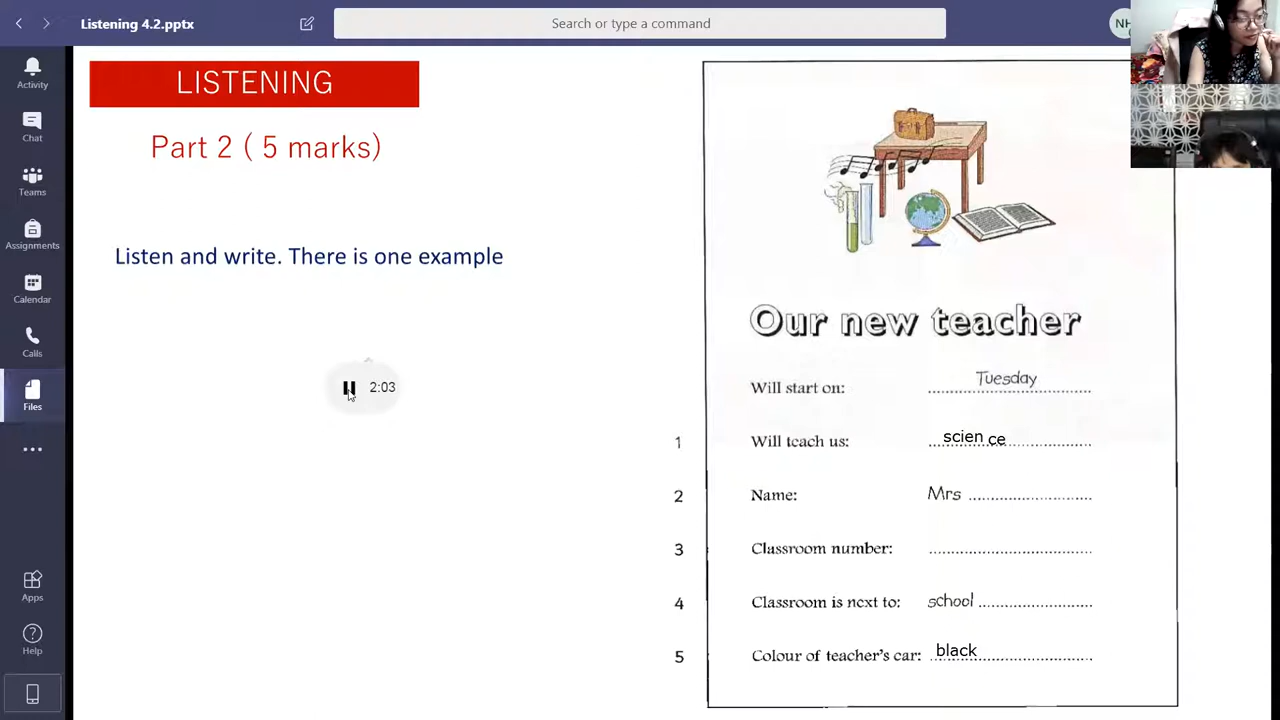 Listening 4.2.pptx
Search or type a command
NH
Activity
Chat
Teams
Assignments
Calendar
Calls
Files
Apps
Help
LISTENING
Part 2 ( 5 marks)
Listen and write. There is one example
2:03
Our new teacher
Will start on: Tuesday
1 Will teach us: scien ce
2 Name: Mrs
3 Classroom number:
4 Classroom is next to: school
5 Colour of teacher's car: black